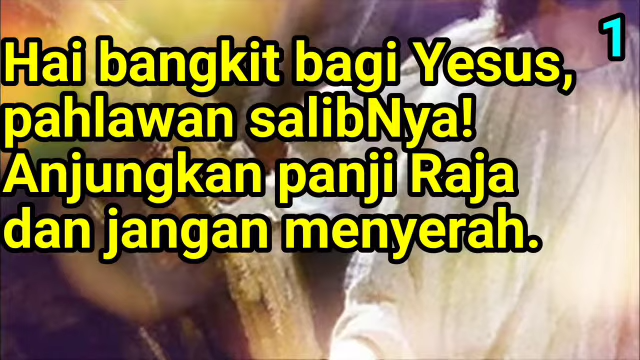 1
Hai bangkit bagi Yesus,
pahlawan salibNya!
Anjungkan panji Raja
dan jangan menyerah.